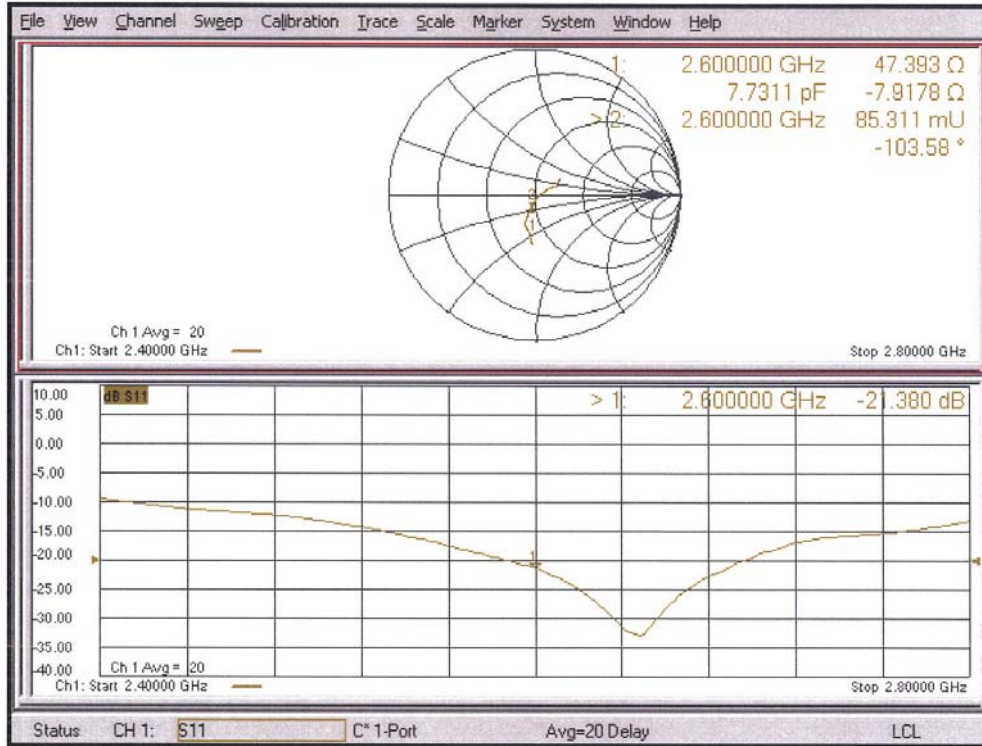 File View Channel Sweep Calibration Trace Scale Marker System Window Help
1: 2.600000 GHz 47.393 Ω
7.7311 pF -7.9178 Ω
> 2: 2.600000 GHz 85.311 mU
-103.58 °
Ch 1 Avg = 20
Ch1: Start 2.40000 GHz
Stop 2.80000 GHz
10.00
dB S11
> 1: 2.600000 GHz -21.380 dB
5.00
0.00
-5.00
-10.00
-15.00
-20.00
1
-25.00
-30.00
-35.00
-40.00
Ch 1 Avg = 20
Ch1: Start 2.40000 GHz
Stop 2.80000 GHz
Status CH 1: S11 C* 1-Port Avg=20 Delay LCL